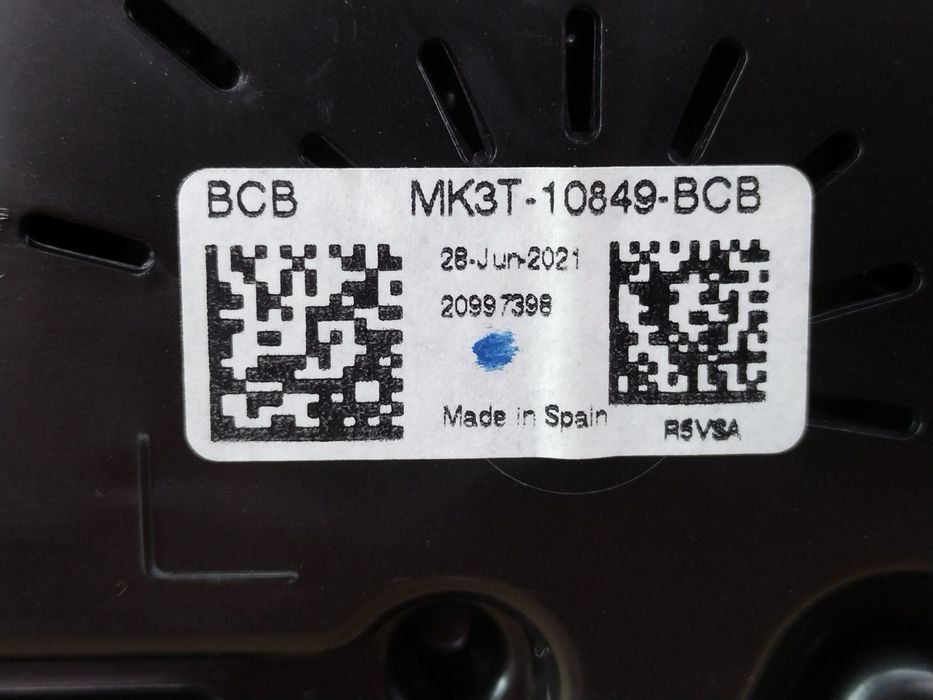 BCB MK3T-10849-BCB
28-Jun-2021
20997398
Made in Spain
R5VSA